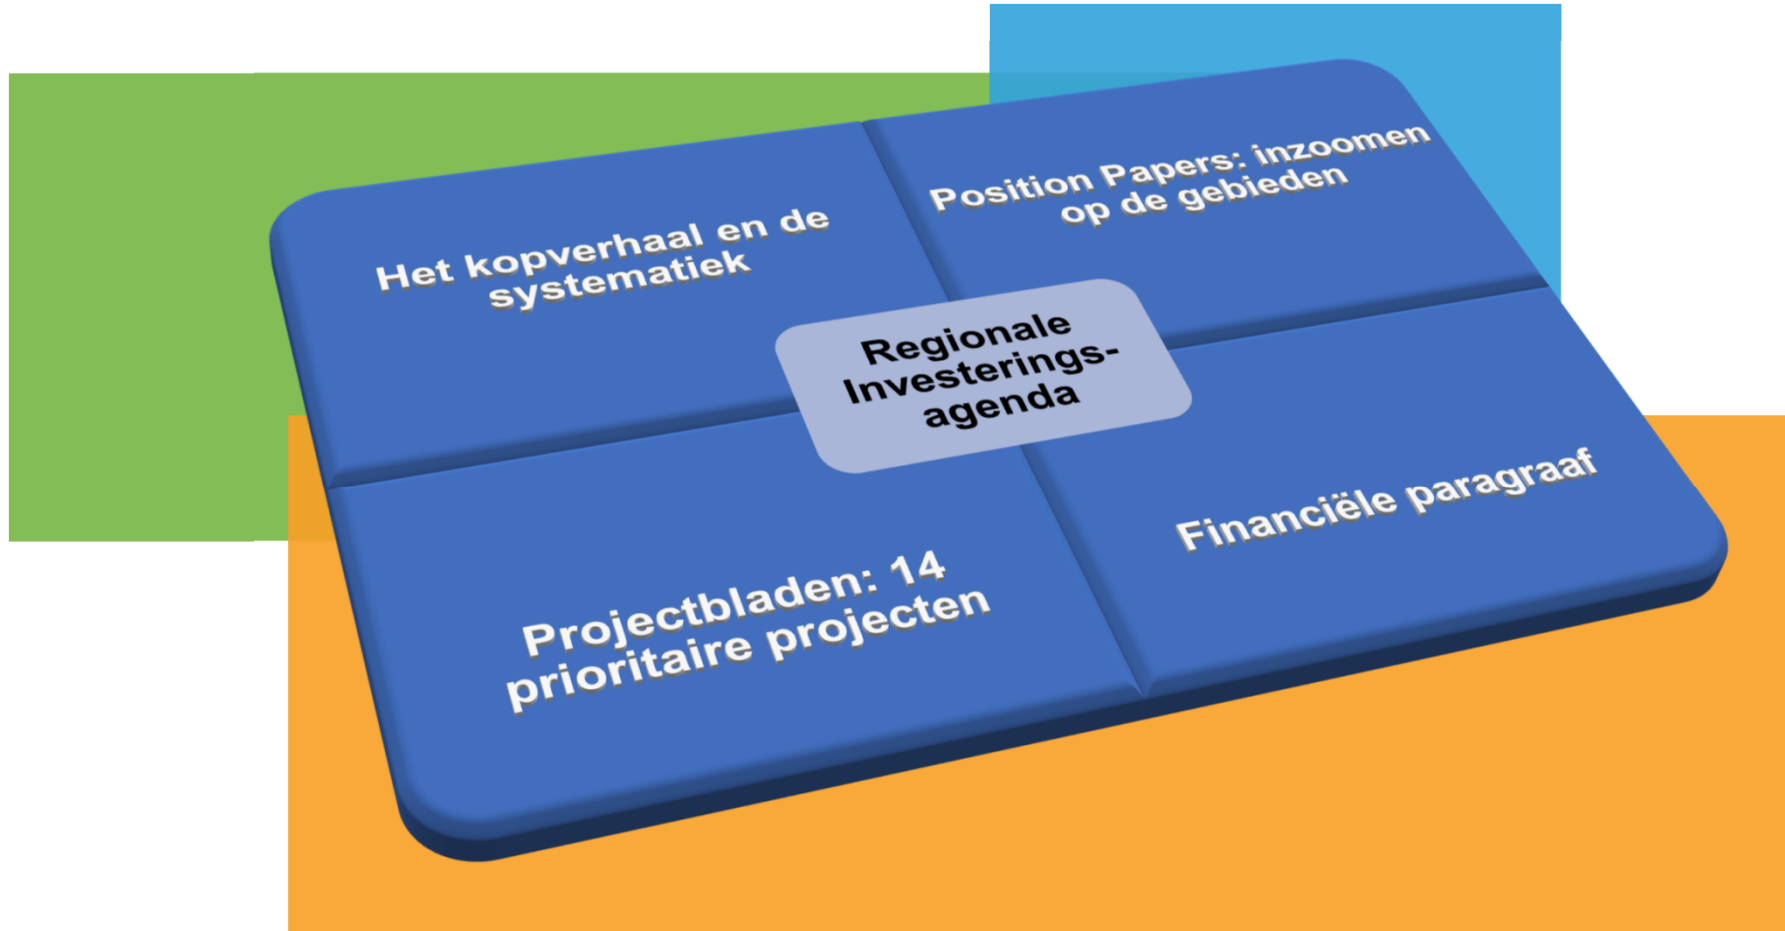 Het kopverhaal en de
systematiek
Position Papers: inzoomen
op de gebieden
Regionale
Investerings-
agenda
Projectbladen: 14
prioritaire projecten
Financiële paragraaf